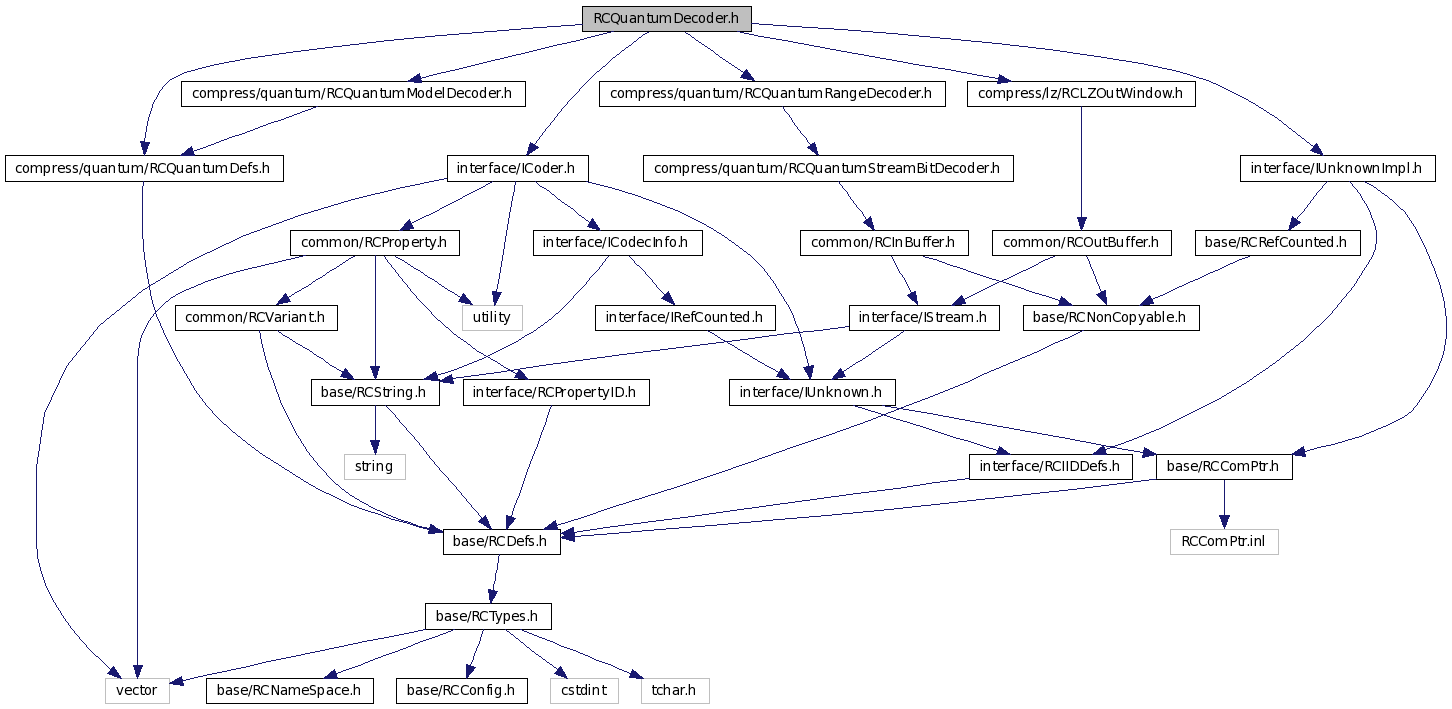 RCQuantumDecoder.h
compress/quantum/RCQuantumModelDecoder.h
compress/quantum/RCQuantumRangeDecoder.h
compress/lz/RCLZOutWindow.h
compress/quantum/RCQuantumDefs.h
interface/ICoder.h
compress/quantum/RCQuantumStreamBitDecoder.h
interface/IUnknownImpl.h
common/RCProperty.h
interface/ICodecInfo.h
common/RCInBuffer.h
common/RCOutBuffer.h
base/RCRefCounted.h
common/RCVariant.h
utility
interface/IRefCounted.h
interface/IStream.h
base/RCNonCopyable.h
base/RCString.h
interface/RCPropertyID.h
interface/IUnknown.h
string
interface/RCIIDDefs.h
base/RCComPtr.h
base/RCDefs.h
RCComPtr.inl
base/RCTypes.h
vector
base/RCNameSpace.h
base/RCConfig.h
cstdint
tchar.h